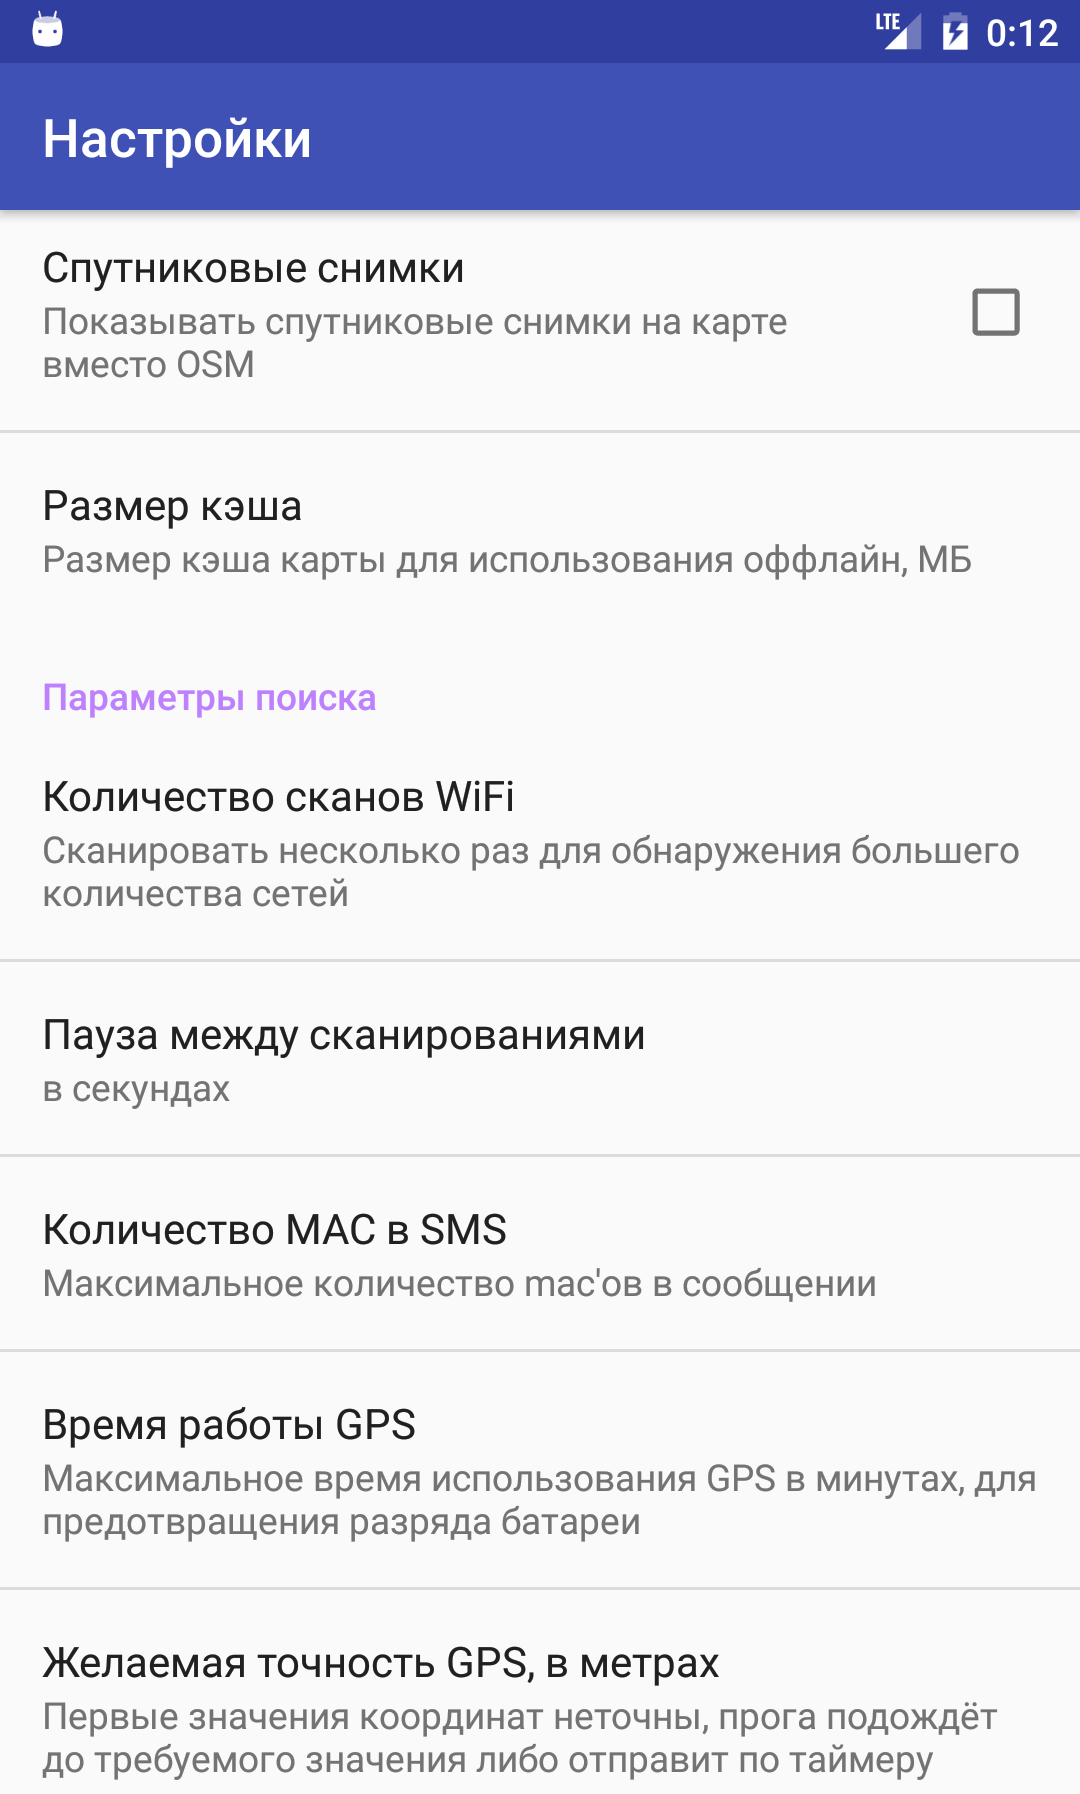 LTE 0:12
Настройки
Спутниковые снимки
Показывать спутниковые снимки на карте
вместо OSM
Размер кэша
Размер кэша карты для использования оффлайн, МБ
Параметры поиска
Количество сканов WiFi
Сканировать несколько раз для обнаружения большего
количества сетей
Пауза между сканированиями
в секундах
Количество MAC в SMS
Максимальное количество mac'ов в сообщении
Время работы GPS
Максимальное время использования GPS в минутах, для
предотвращения разряда батареи
Желаемая точность GPS, в метрах
Первые значения координат неточны, прога подождёт
до требуемого значения либо отправит по таймеру